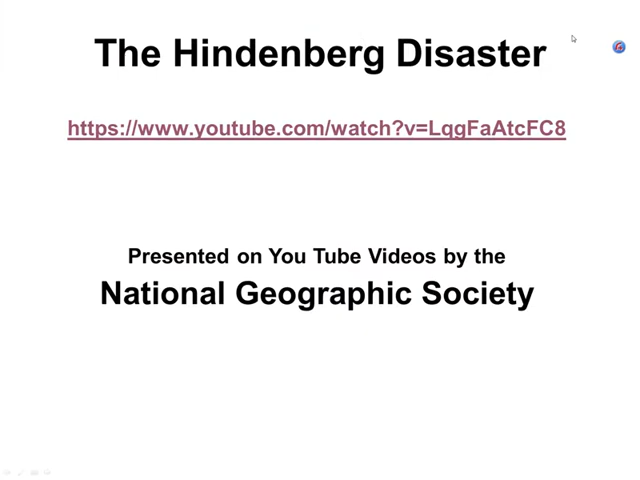 The Hindenberg Disaster
https://www.youtube.com/watch?v=LqgFaAtcFC8
Presented on You Tube Videos by the
National Geographic Society